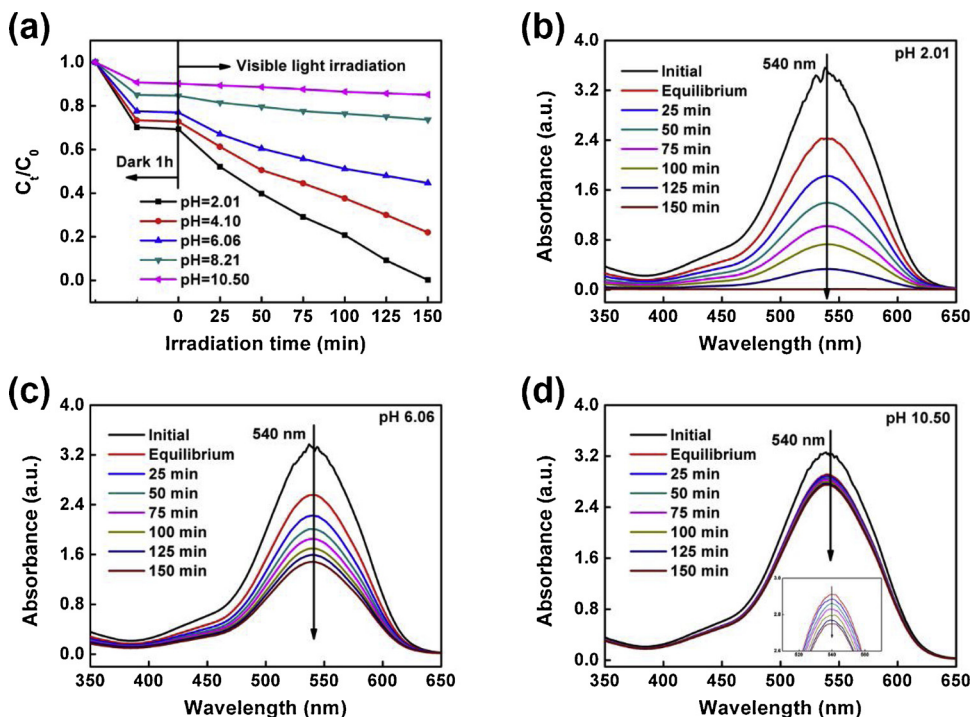 (a)
C_t/C_0
1.0
0.8
0.6
0.4
0.2
0.0
Visible light irradiation
Dark 1h
pH=2.01
pH=4.10
pH=6.06
pH=8.21
pH=10.50
0 25 50 75 100 125 150
Irradiation time (min)
(b)
Absorbance (a.u.)
4.0
3.2
2.4
1.6
0.8
0.0
pH 2.01
540 nm
Initial
Equilibrium
25 min
50 min
75 min
100 min
125 min
150 min
350 400 450 500 550 600 650
Wavelength (nm)
(c)
Absorbance (a.u.)
4.0
3.2
2.4
1.6
0.8
0.0
pH 6.06
540 nm
Initial
Equilibrium
25 min
50 min
75 min
100 min
125 min
150 min
350 400 450 500 550 600 650
Wavelength (nm)
(d)
Absorbance (a.u.)
4.0
3.2
2.4
1.6
0.8
0.0
pH 10.50
540 nm
Initial
Equilibrium
25 min
50 min
75 min
100 min
125 min
150 min
350 400 450 500 550 600 650
Wavelength (nm)